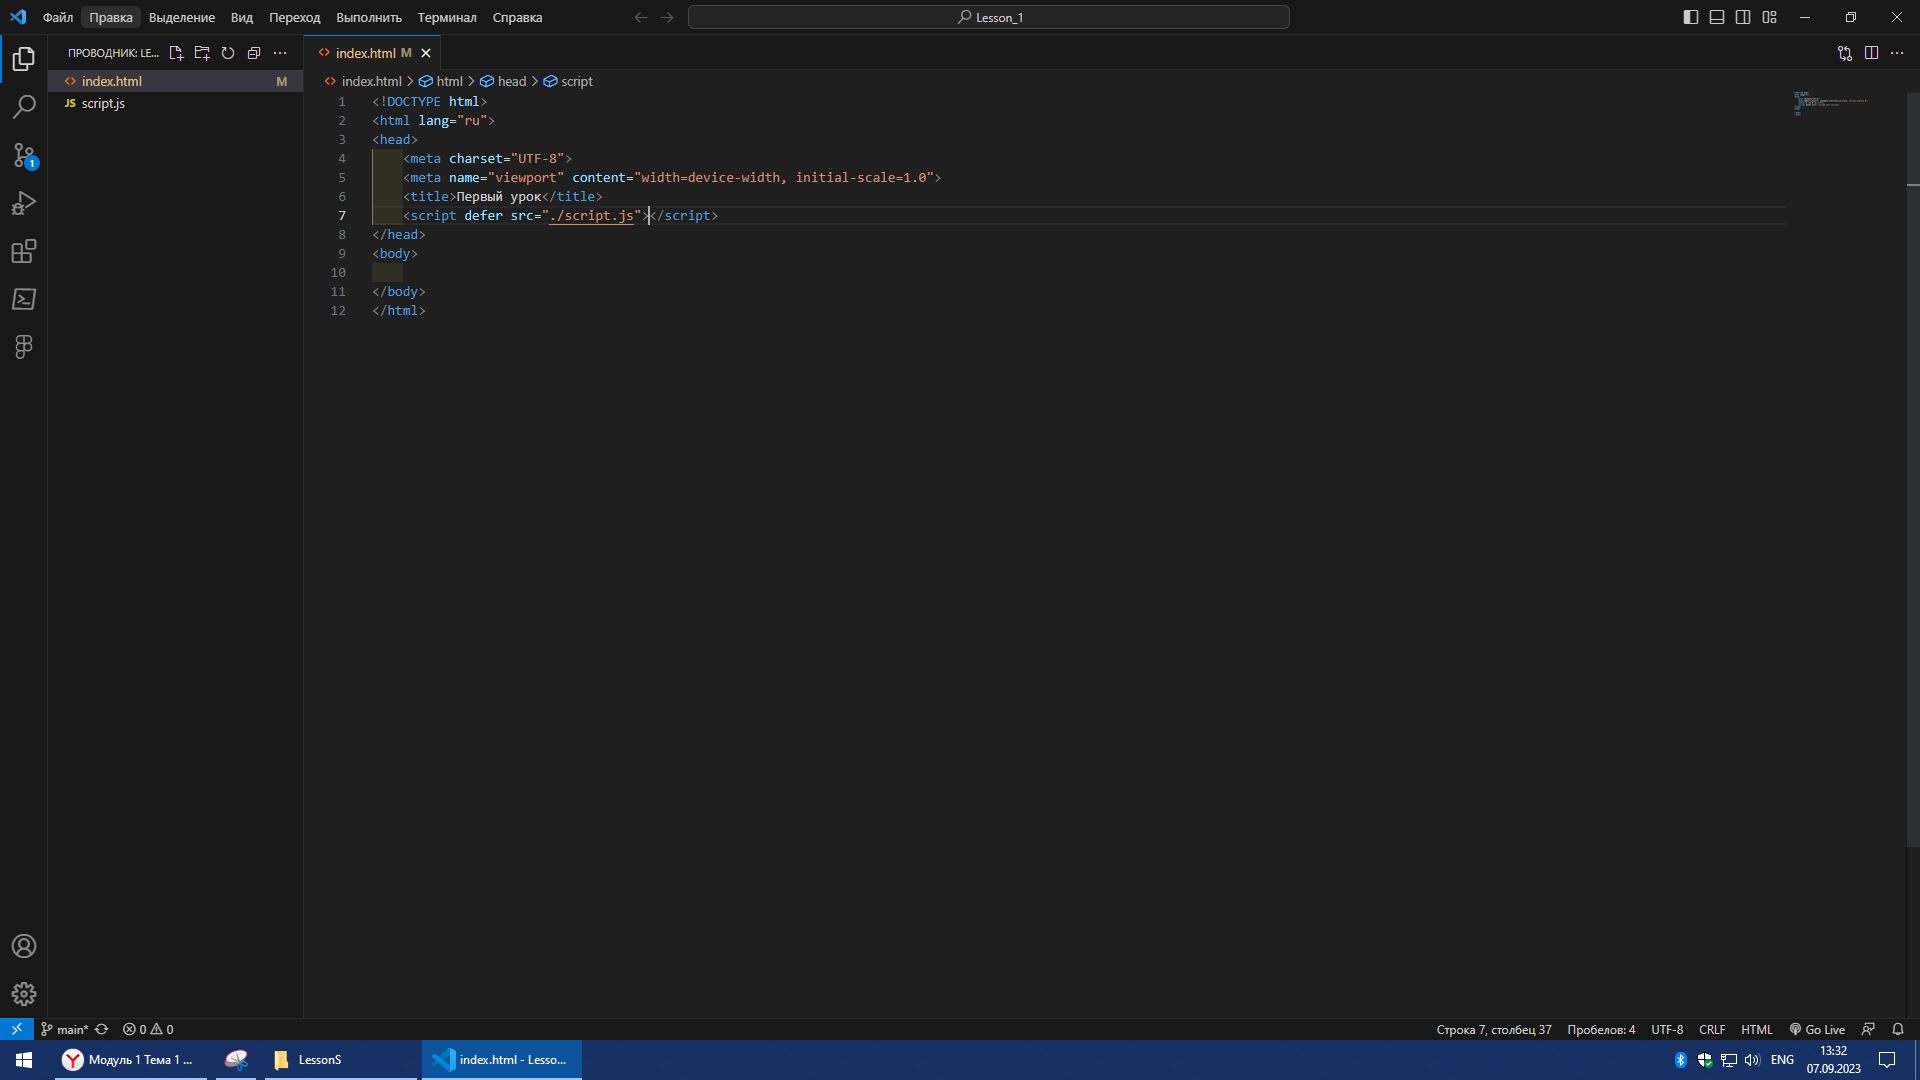 Файл Правка Выделение Вид Переход Выполнить Терминал Справка
Lesson_1
ПРОВОДНИК: LE...
index.html M
JS script.js
index.html M
index.html > html > head > script
1 <!DOCTYPE html>
2 <html lang="ru">
3 <head>
4 <meta charset="UTF-8">
5 <meta name="viewport" content="width=device-width, initial-scale=1.0">
6 <title>Первый урок</title>
7 <script defer src="./script.js"></script>
8 </head>
9 <body>
10
11 </body>
12 </html>
1
main* 0 0
Строка 7, столбец 37 Пробелов: 4 UTF-8 CRLF HTML Go Live
Модуль 1 Тема 1 ...
LessonS
index.html - Lesso...
ENG
13:32
07.09.2023